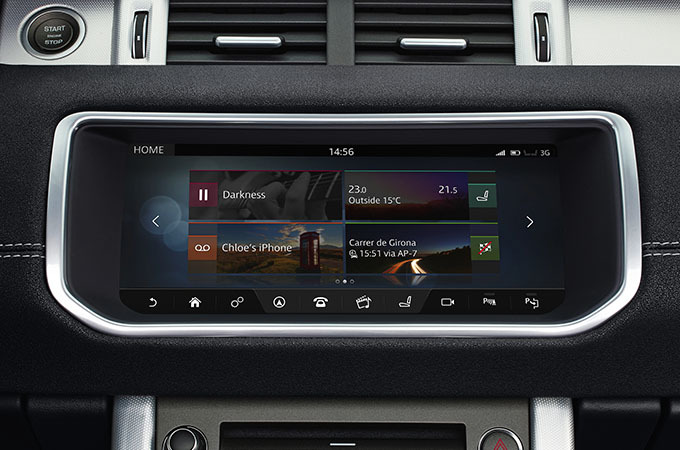 START
ENGINE
STOP
HOME
14:56
3G
Darkness
23.0
21.5
Outside 15°C
Chloe's iPhone
Carrer de Girona
15:51 via AP-7